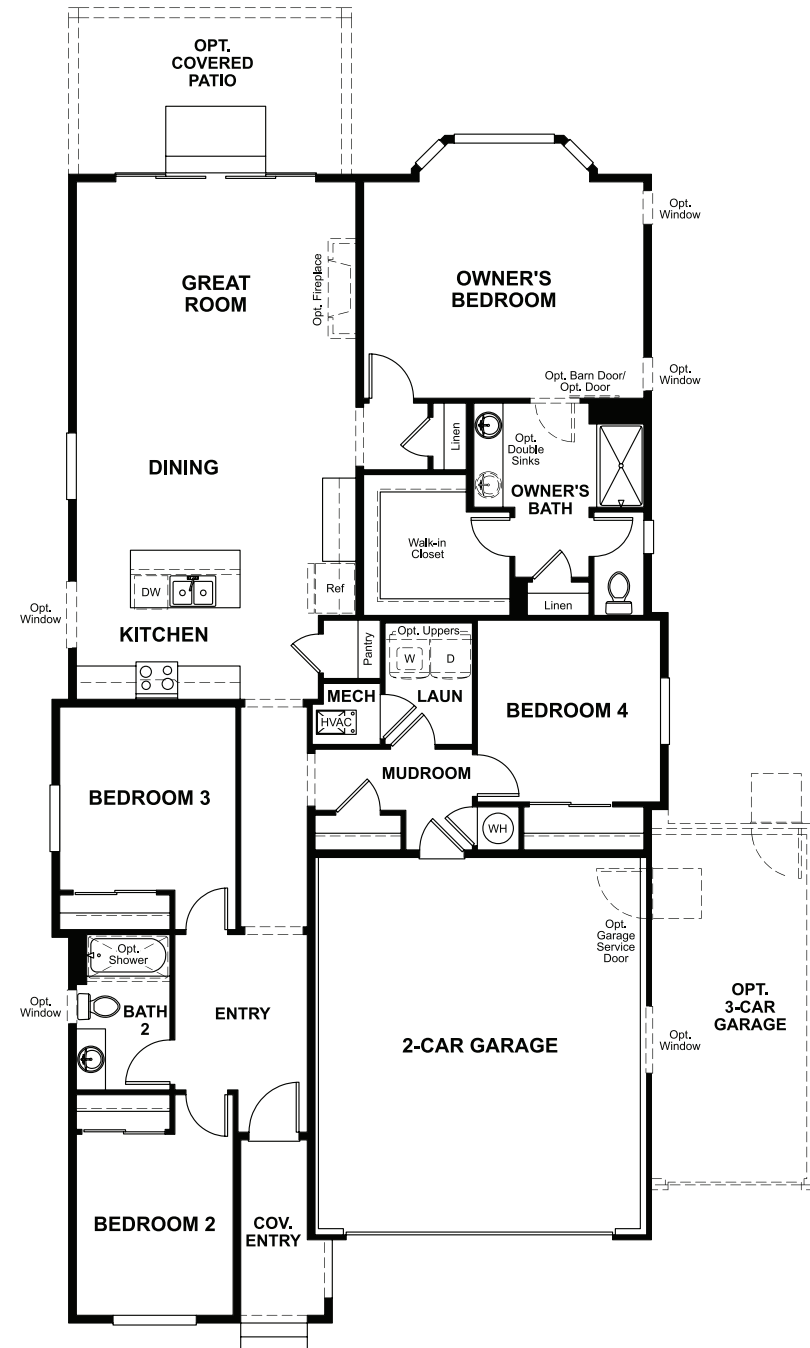 OPT.
COVERED
PATIO
Opt.
Window
GREAT
ROOM
Opt. Fireplace
OWNER'S
BEDROOM
Opt. Barn Door/
Opt. Door
Opt.
Window
Linen
Opt.
Double
Sinks
DINING
OWNER'S
BATH
Walk-in
Closet
DW
Ref
Linen
Opt.
Window
KITCHEN
Pantry
Opt. Uppers
W
D
MECH
LAUN
HVAC
BEDROOM 4
MUDROOM
BEDROOM 3
WH
Opt.
Garage
Service
Door
Opt.
Shower
Opt.
Window
BATH
2
ENTRY
OPT.
3-CAR
GARAGE
2-CAR GARAGE
Opt.
Window
BEDROOM 2
COV.
ENTRY